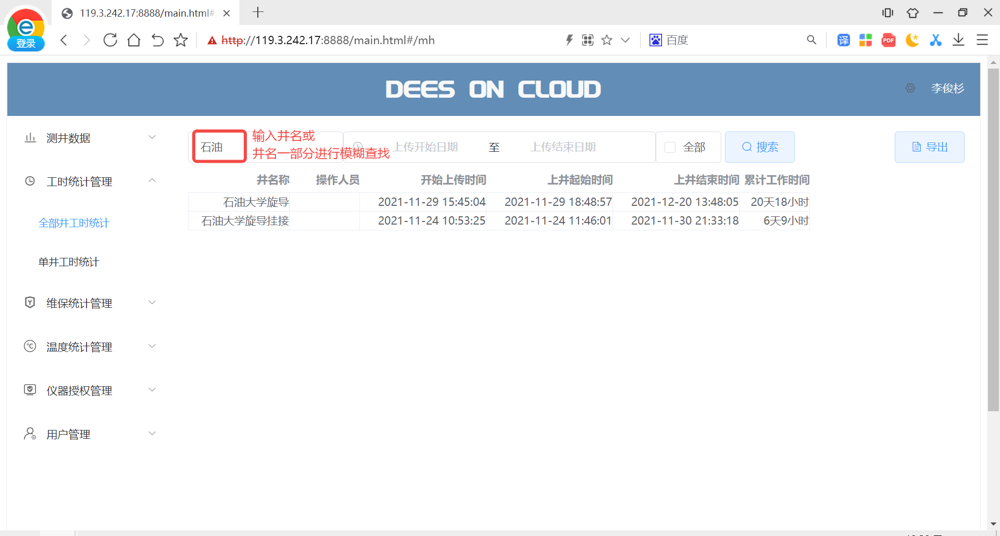 119.3.242.17:8888/main.html#
登录
http://119.3.242.17:8888/main.html#/mh
百度
译
PDF
DEES ON CLOUD
李俊杉
测井数据
工时统计管理
全部井工时统计
单井工时统计
维保统计管理
℃
温度统计管理
仪器授权管理
用户管理
石油
输入井名或
井名一部分进行模糊查找
上传开始日期 至 上传结束日期
全部
搜索
导出
井名称 操作人员 开始上传时间 上井起始时间 上井结束时间 累计工作时间
石油大学旋导 2021-11-29 15:45:04 2021-11-29 18:48:57 2021-12-20 13:48:05 20天18小时
石油大学旋导挂接 2021-11-24 10:53:25 2021-11-24 11:46:01 2021-11-30 21:33:18 6天9小时